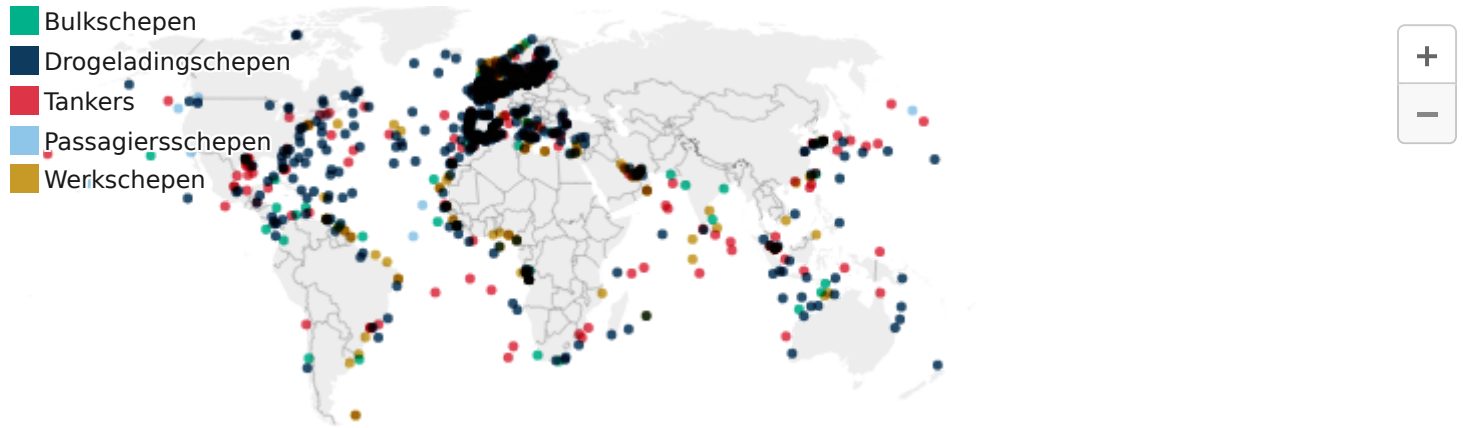 Bulkschepen
Drogeladingschepen
Tankers
Passagiersschepen
Werkschepen
+
−